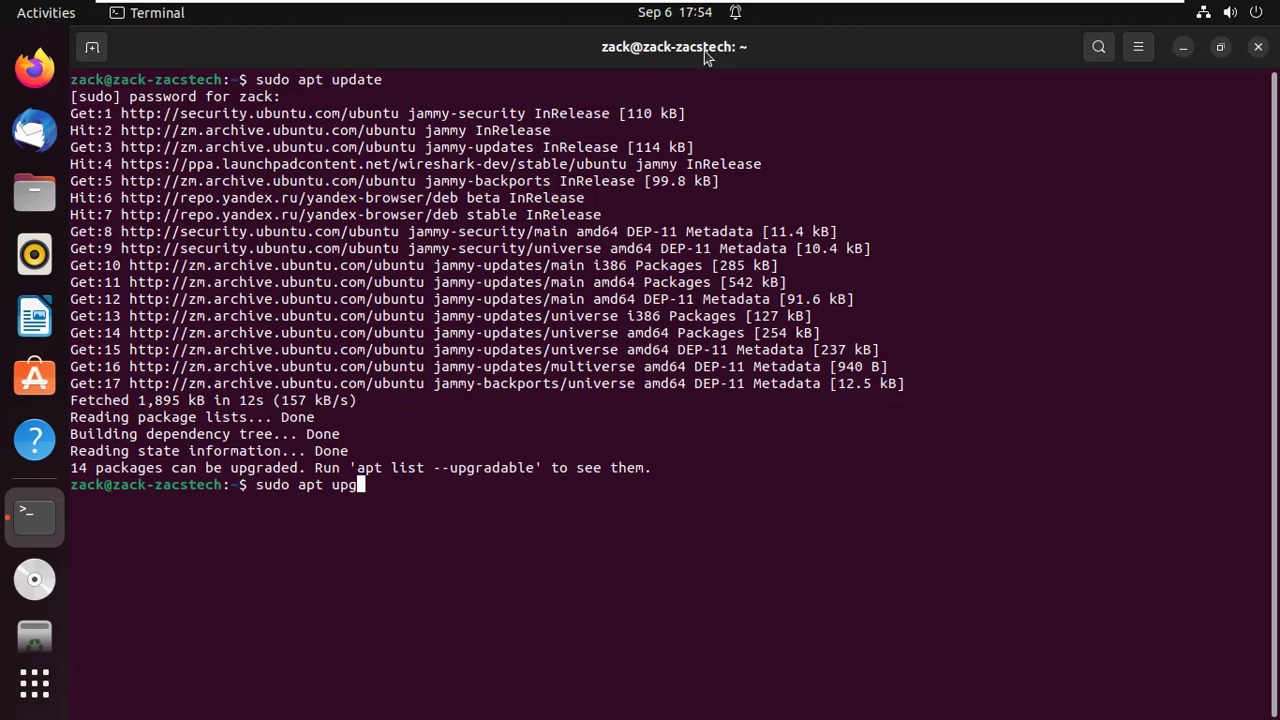 Activities
Terminal
Sep 6 17:54
zack@zack-zacstech: ~
zack@zack-zacstech:~$ sudo apt update
[sudo] password for zack:
Get:1 http://security.ubuntu.com/ubuntu jammy-security InRelease [110 kB]
Hit:2 http://zm.archive.ubuntu.com/ubuntu jammy InRelease
Get:3 http://zm.archive.ubuntu.com/ubuntu jammy-updates InRelease [114 kB]
Hit:4 https://ppa.launchpadcontent.net/wireshark-dev/stable/ubuntu jammy InRelease
Get:5 http://zm.archive.ubuntu.com/ubuntu jammy-backports InRelease [99.8 kB]
Hit:6 http://repo.yandex.ru/yandex-browser/deb beta InRelease
Hit:7 http://repo.yandex.ru/yandex-browser/deb stable InRelease
Get:8 http://security.ubuntu.com/ubuntu jammy-security/main amd64 DEP-11 Metadata [11.4 kB]
Get:9 http://security.ubuntu.com/ubuntu jammy-security/universe amd64 DEP-11 Metadata [10.4 kB]
Get:10 http://zm.archive.ubuntu.com/ubuntu jammy-updates/main i386 Packages [285 kB]
Get:11 http://zm.archive.ubuntu.com/ubuntu jammy-updates/main amd64 Packages [542 kB]
Get:12 http://zm.archive.ubuntu.com/ubuntu jammy-updates/main amd64 DEP-11 Metadata [91.6 kB]
Get:13 http://zm.archive.ubuntu.com/ubuntu jammy-updates/universe i386 Packages [127 kB]
Get:14 http://zm.archive.ubuntu.com/ubuntu jammy-updates/universe amd64 Packages [254 kB]
Get:15 http://zm.archive.ubuntu.com/ubuntu jammy-updates/universe amd64 DEP-11 Metadata [237 kB]
Get:16 http://zm.archive.ubuntu.com/ubuntu jammy-updates/multiverse amd64 DEP-11 Metadata [940 B]
Get:17 http://zm.archive.ubuntu.com/ubuntu jammy-backports/universe amd64 DEP-11 Metadata [12.5 kB]
Fetched 1,895 kB in 12s (157 kB/s)
Reading package lists... Done
Building dependency tree... Done
Reading state information... Done
14 packages can be upgraded. Run 'apt list --upgradable' to see them.
zack@zack-zacstech:~$ sudo apt upg